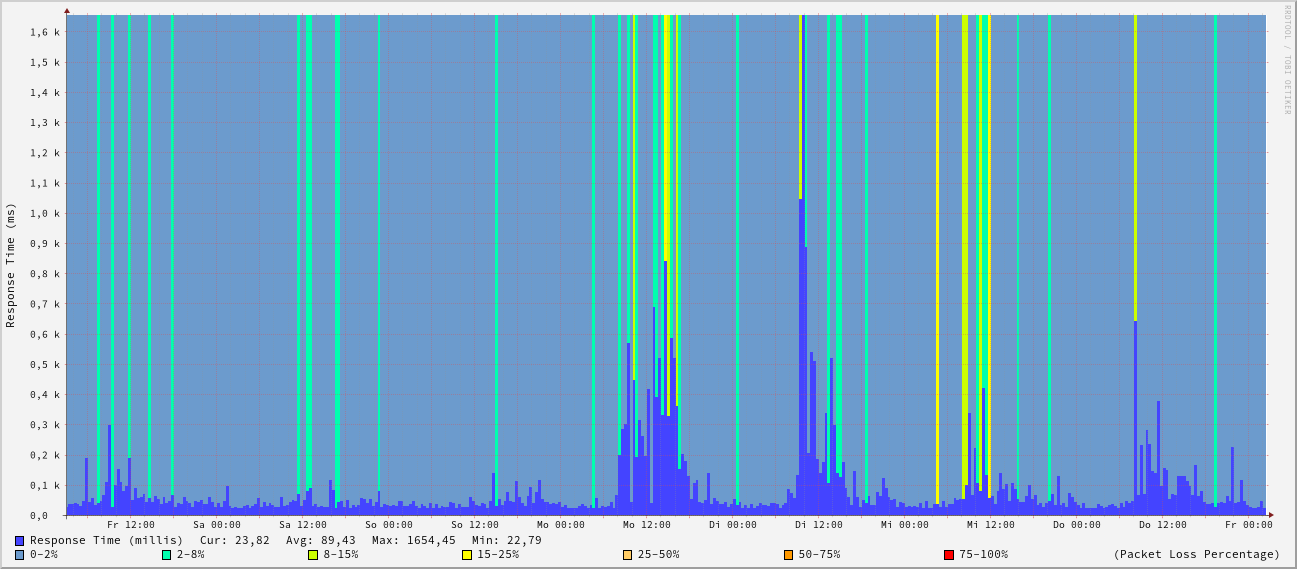 RRDTOOL / TOBI OETIKER
Response Time (ms)
1,6 k
1,5 k
1,4 k
1,3 k
1,2 k
1,1 k
1,0 k
0,9 k
0,8 k
0,7 k
0,6 k
0,5 k
0,4 k
0,3 k
0,2 k
0,1 k
0,0
Fr 12:00 Sa 00:00 Sa 12:00 So 00:00 So 12:00 Mo 00:00 Mo 12:00 Di 00:00 Di 12:00 Mi 00:00 Mi 12:00 Do 00:00 Do 12:00 Fr 00:00
Response Time (millis) Cur: 23,82 Avg: 89,43 Max: 1654,45 Min: 22,79
0-2% 2-8% 8-15% 15-25% 25-50% 50-75% 75-100% (Packet Loss Percentage)